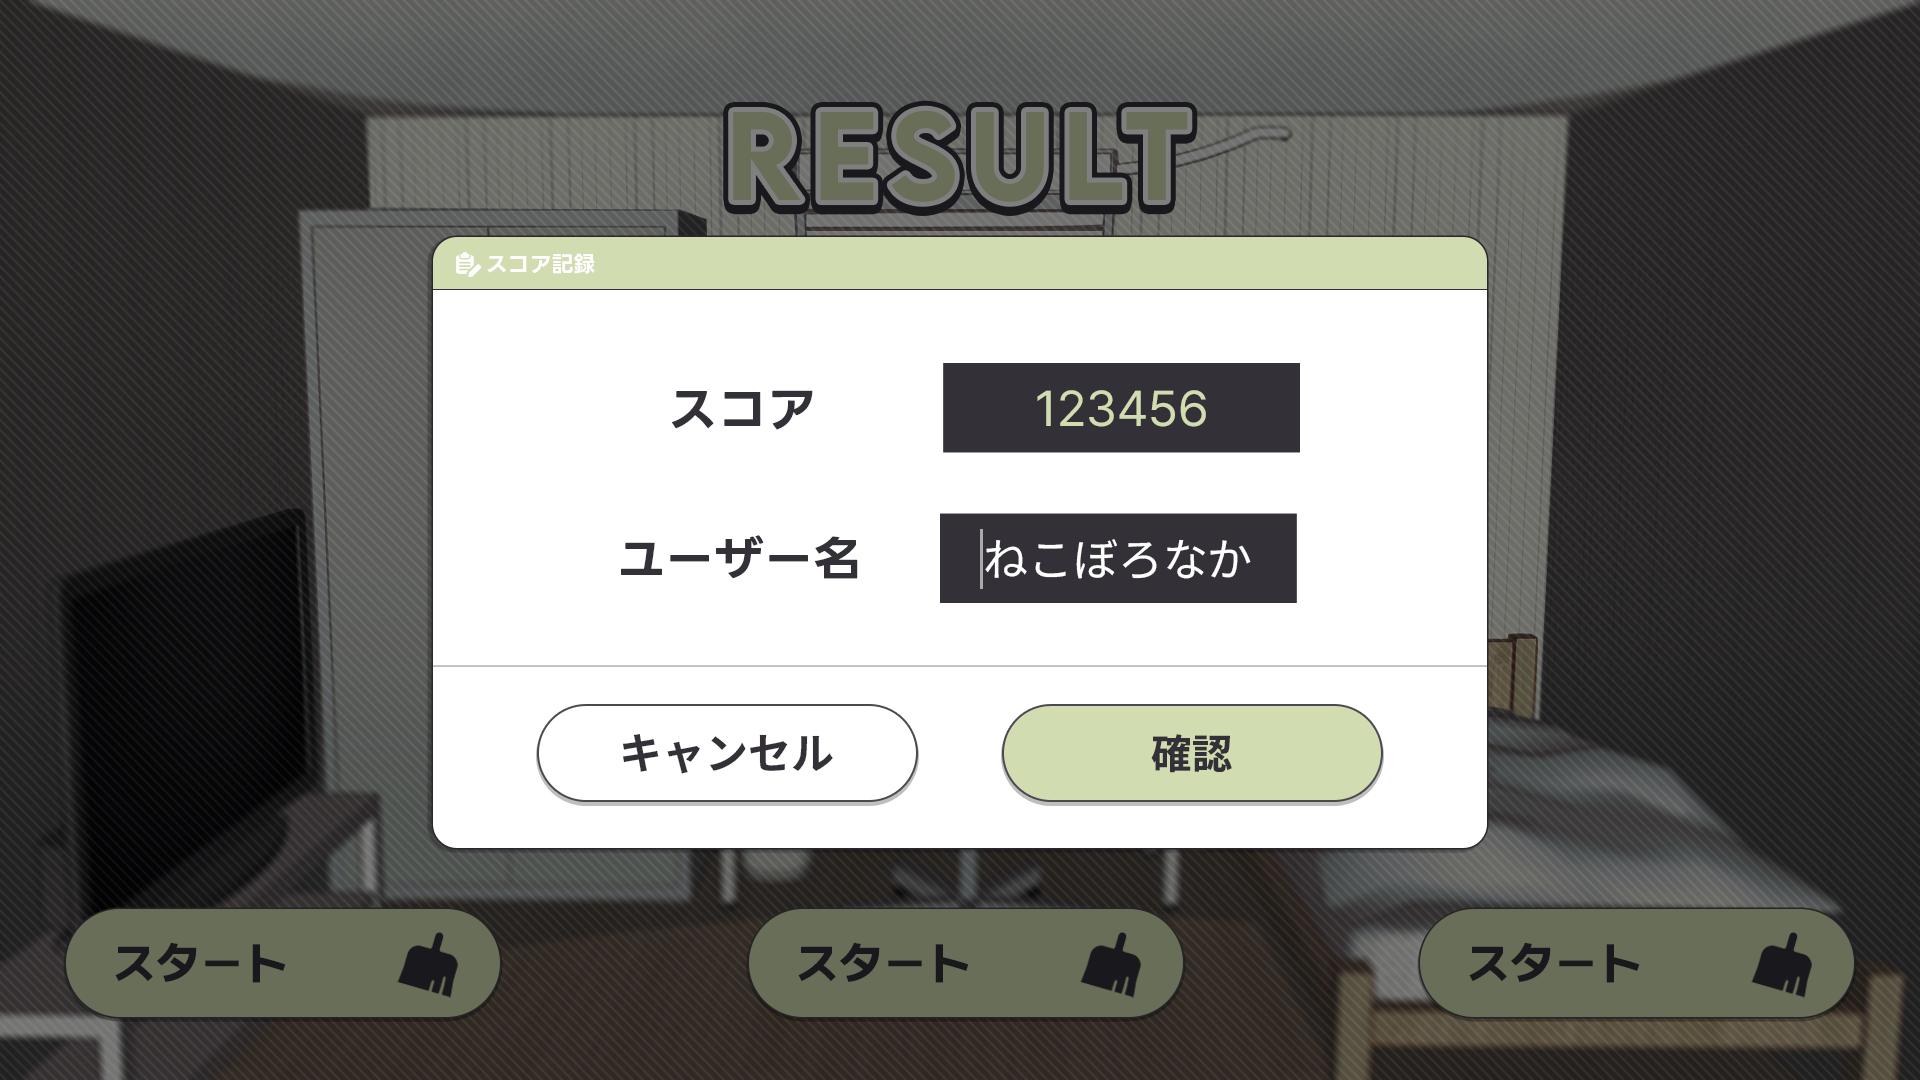 RESULT
スコア記録
スコア
123456
ユーザー名
ねこぼろなか
キャンセル
確認
スタート
スタート
スタート